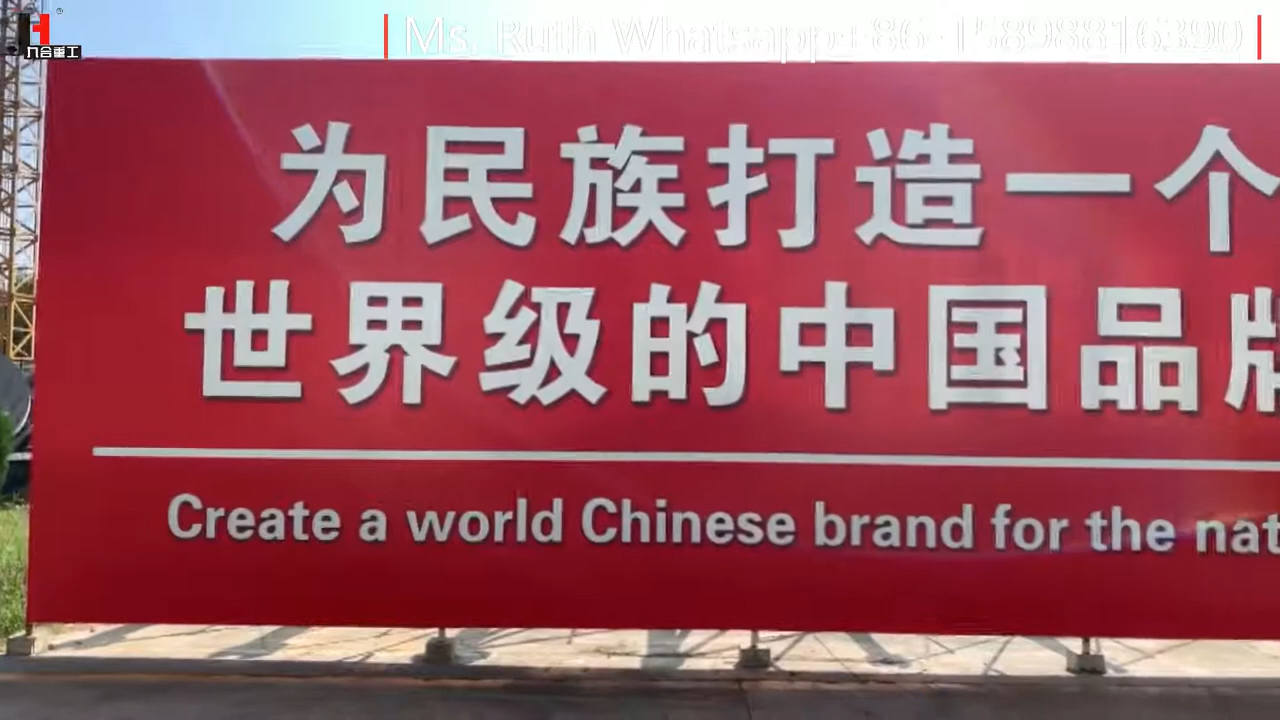 Ms. Ruth Whatsapp:+86-15898816390
为民族打造一个
世界级的中国品牌
Create a world Chinese brand for the nat